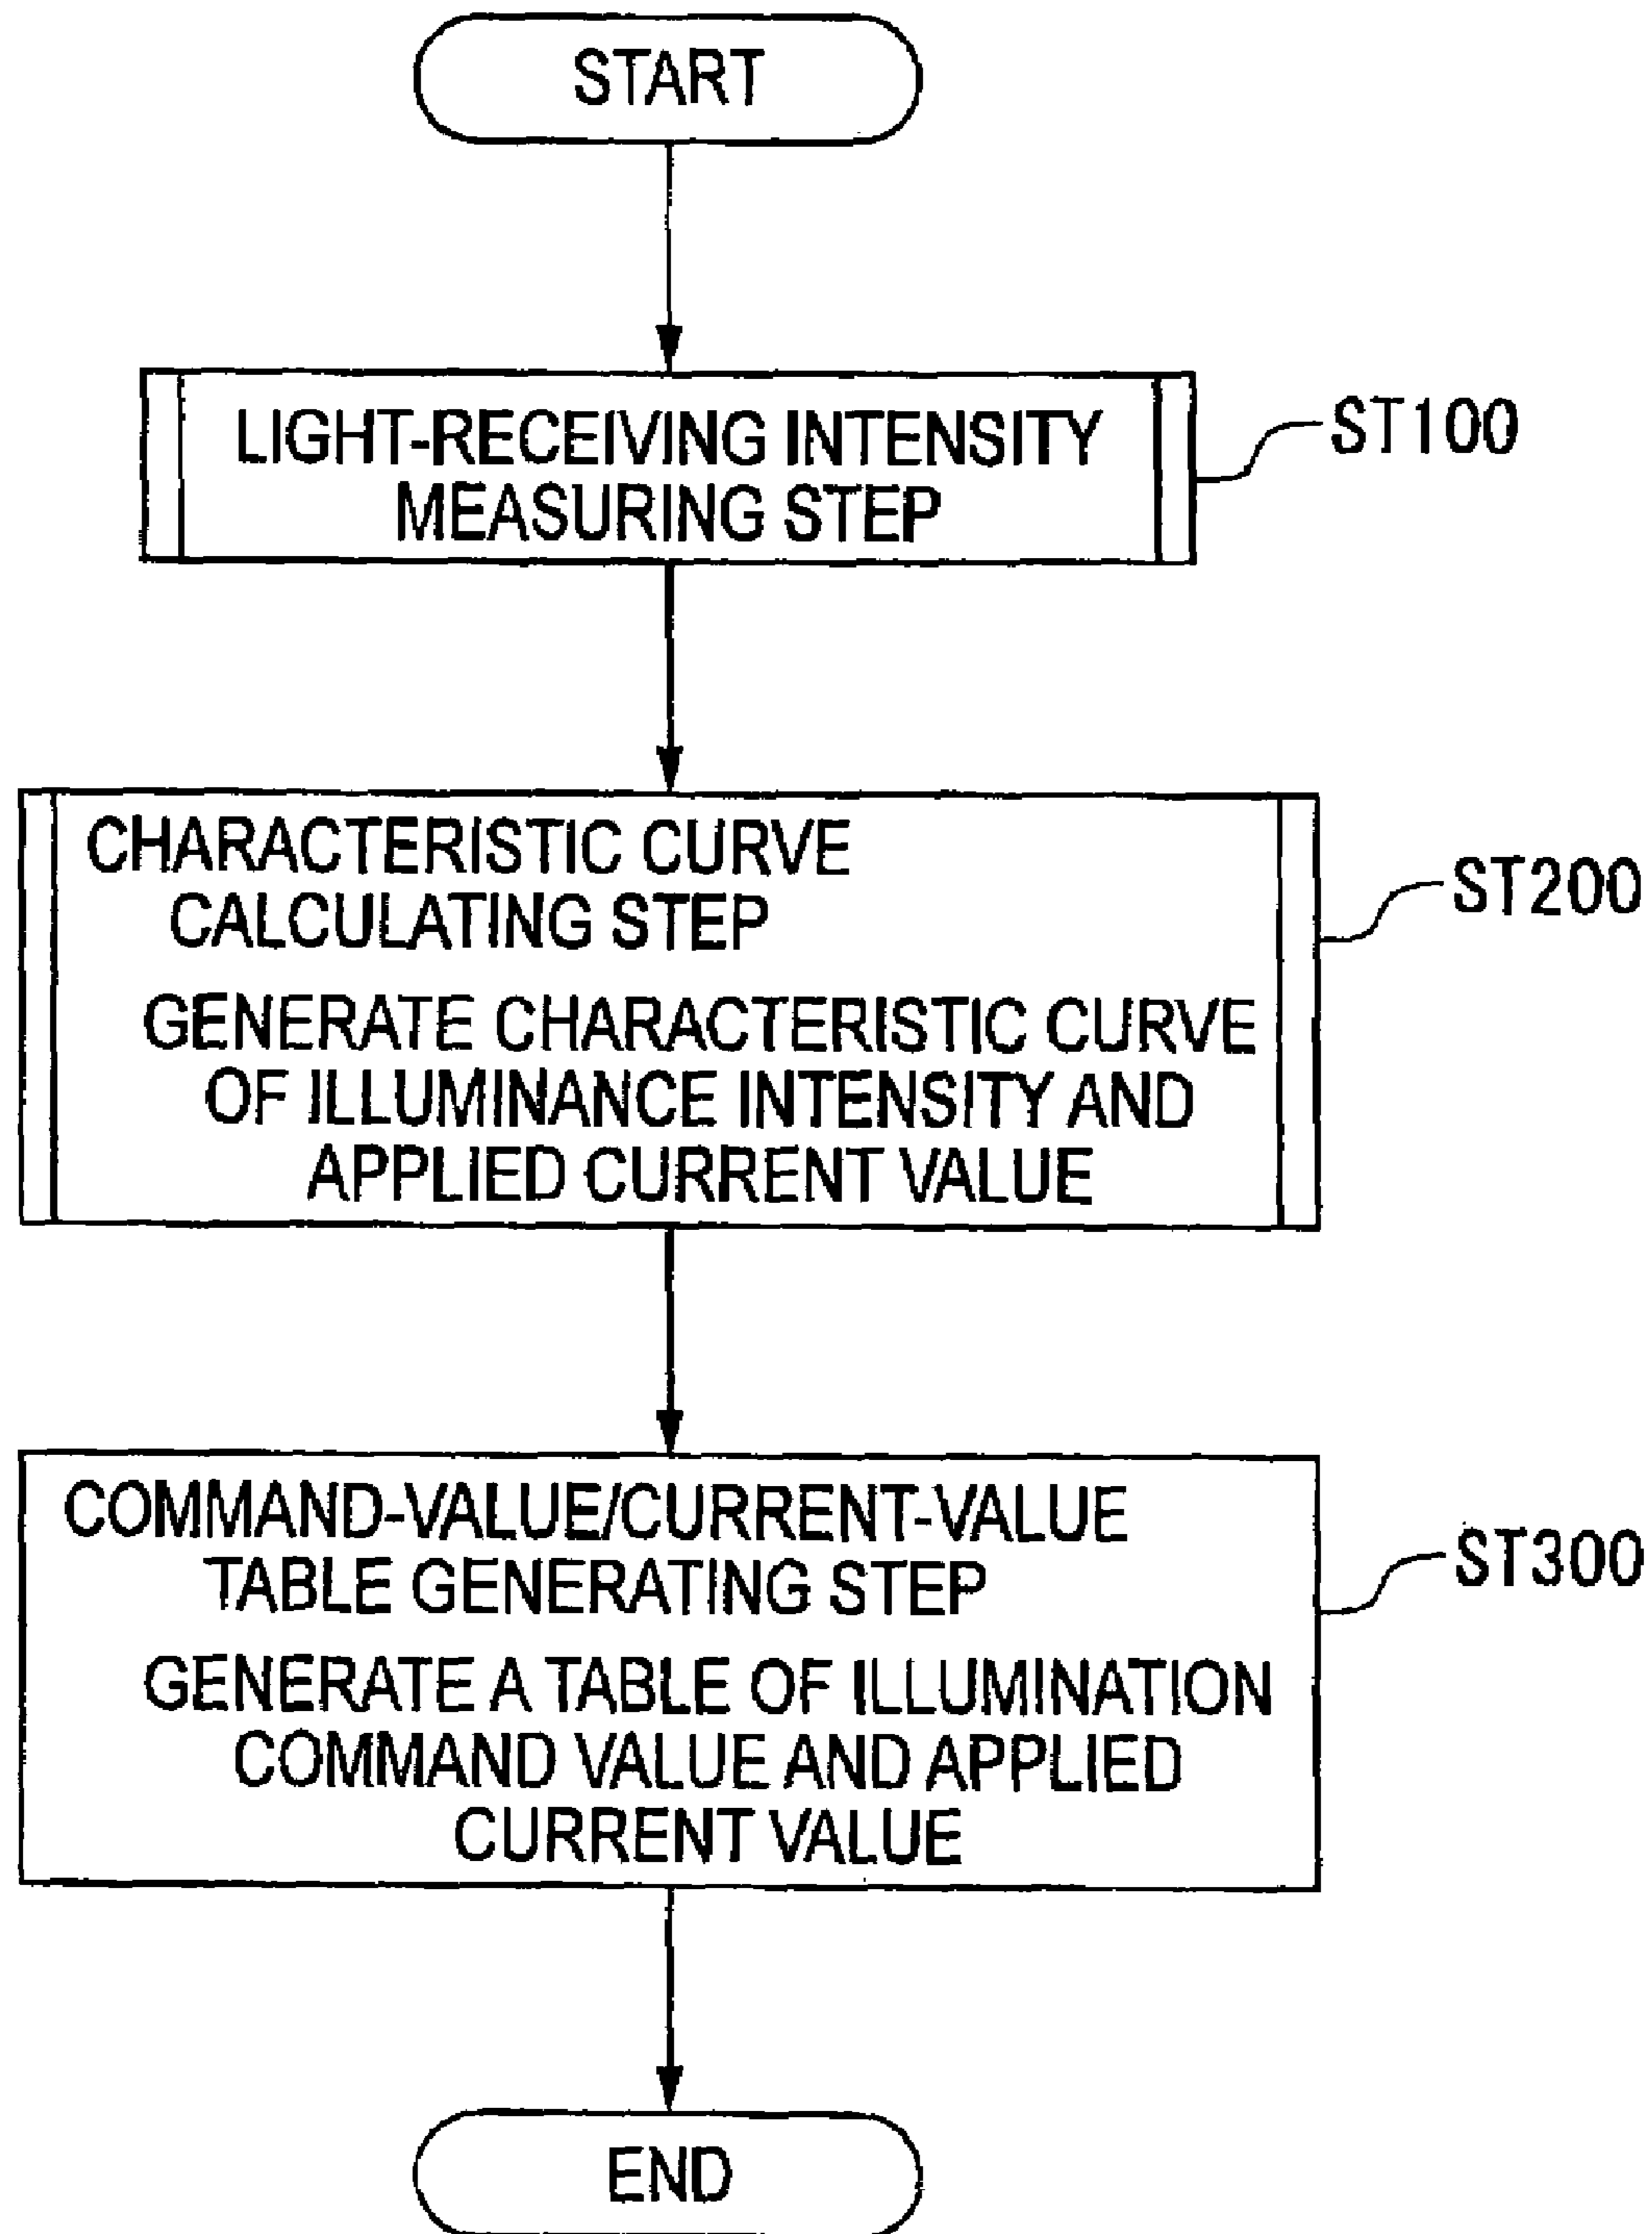 START
LIGHT-RECEIVING INTENSITY
MEASURING STEP
ST100
CHARACTERISTIC CURVE
CALCULATING STEP
GENERATE CHARACTERISTIC CURVE
OF ILLUMINANCE INTENSITY AND
APPLIED CURRENT VALUE
ST200
COMMAND-VALUE/CURRENT-VALUE
TABLE GENERATING STEP
GENERATE A TABLE OF ILLUMINATION
COMMAND VALUE AND APPLIED
CURRENT VALUE
ST300
END